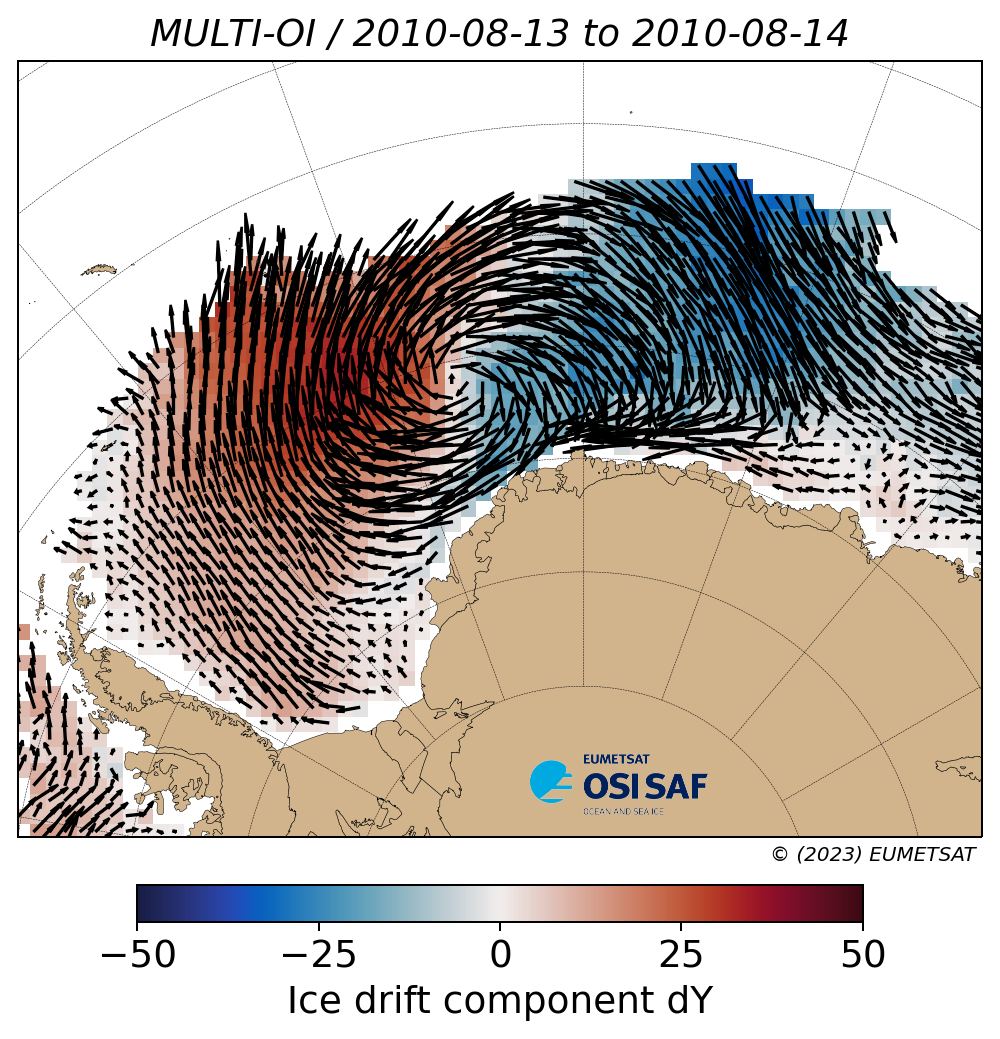 MULTI-OI / 2010-08-13 to 2010-08-14
EUMETSAT
OSI SAF
OCEAN AND SEA ICE
© (2023) EUMETSAT
−50 −25 0 25 50
Ice drift component dY